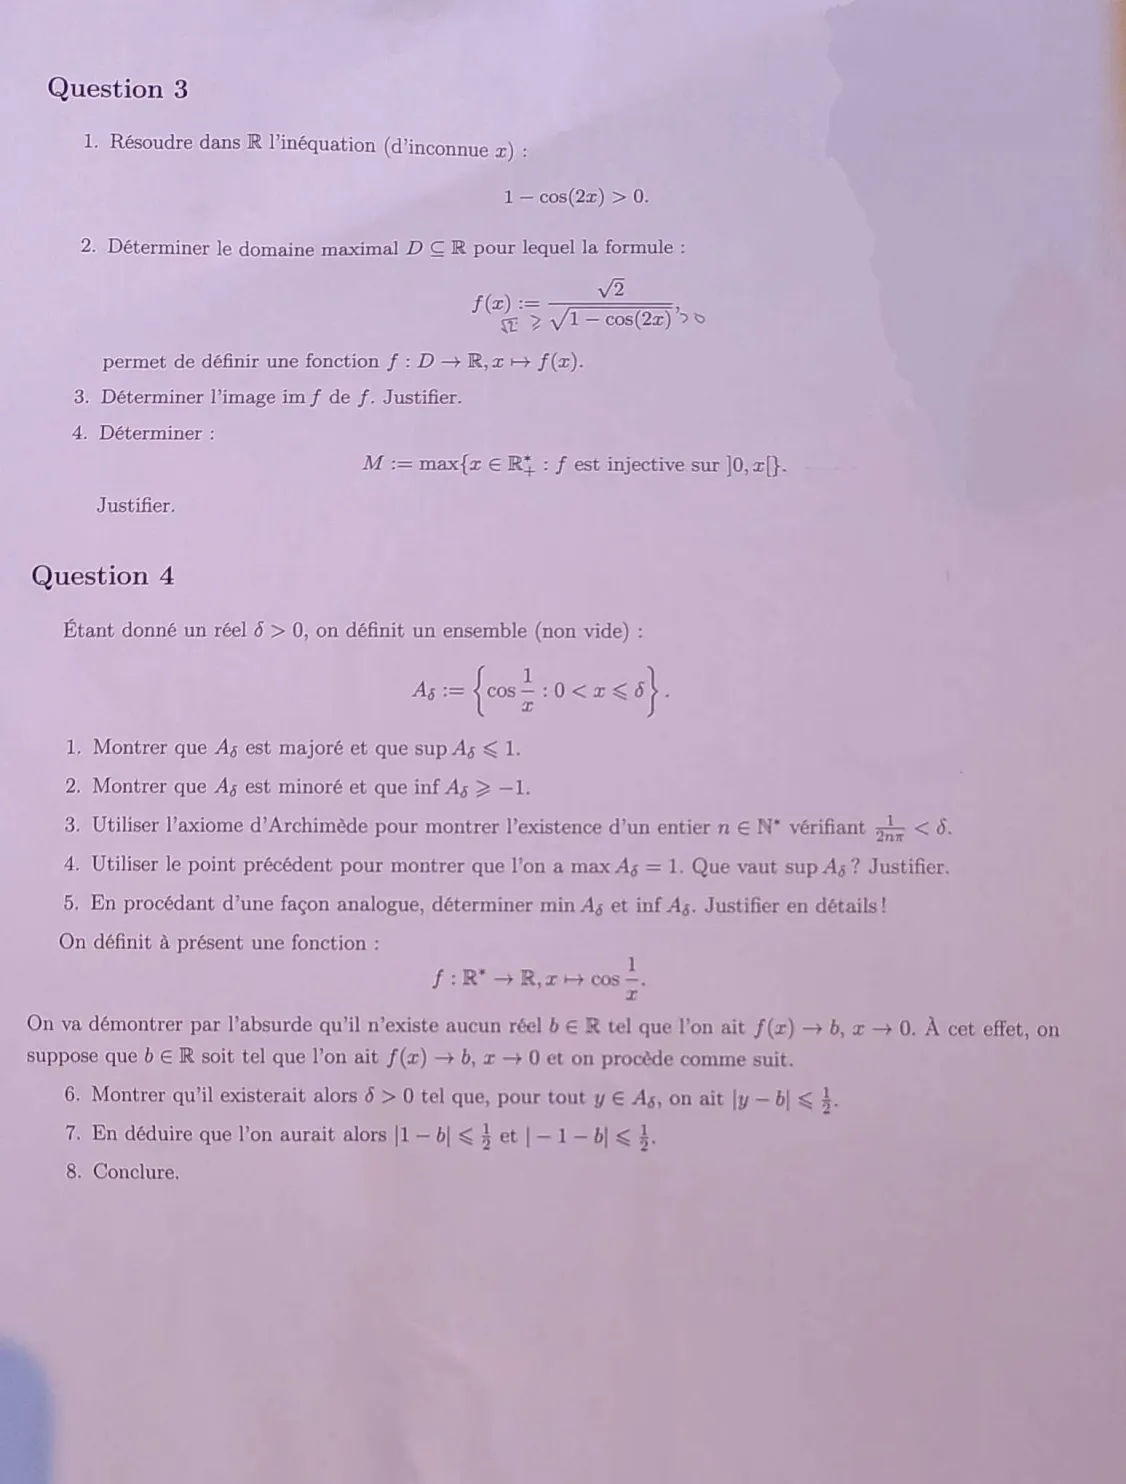 Question 3
1. Résoudre dans ℝ l'inéquation (d'inconnue x) :
1 − cos(2x) > 0.
2. Déterminer le domaine maximal D ⊆ ℝ pour lequel la formule :
f(x) := √2 / √(1 − cos(2x)),
√2 ⩾ >0
permet de définir une fonction f : D → ℝ, x ↦ f(x).
3. Déterminer l'image im f de f. Justifier.
4. Déterminer :
M := max{x ∈ ℝ*₊ : f est injective sur ]0, x[}.
Justifier.
Question 4
Étant donné un réel δ > 0, on définit un ensemble (non vide) :
A_δ := {cos 1/x : 0 < x ⩽ δ}.
1. Montrer que A_δ est majoré et que sup A_δ ⩽ 1.
2. Montrer que A_δ est minoré et que inf A_δ ⩾ −1.
3. Utiliser l'axiome d'Archimède pour montrer l'existence d'un entier n ∈ ℕ* vérifiant 1/2nπ < δ.
4. Utiliser le point précédent pour montrer que l'on a max A_δ = 1. Que vaut sup A_δ ? Justifier.
5. En procédant d'une façon analogue, déterminer min A_δ et inf A_δ. Justifier en détails !
On définit à présent une fonction :
f : ℝ* → ℝ, x ↦ cos 1/x.
On va démontrer par l'absurde qu'il n'existe aucun réel b ∈ ℝ tel que l'on ait f(x) → b, x → 0. À cet effet, on
suppose que b ∈ ℝ soit tel que l'on ait f(x) → b, x → 0 et on procède comme suit.
6. Montrer qu'il existerait alors δ > 0 tel que, pour tout y ∈ A_δ, on ait |y − b| ⩽ 1/2.
7. En déduire que l'on aurait alors |1 − b| ⩽ 1/2 et | − 1 − b| ⩽ 1/2.
8. Conclure.